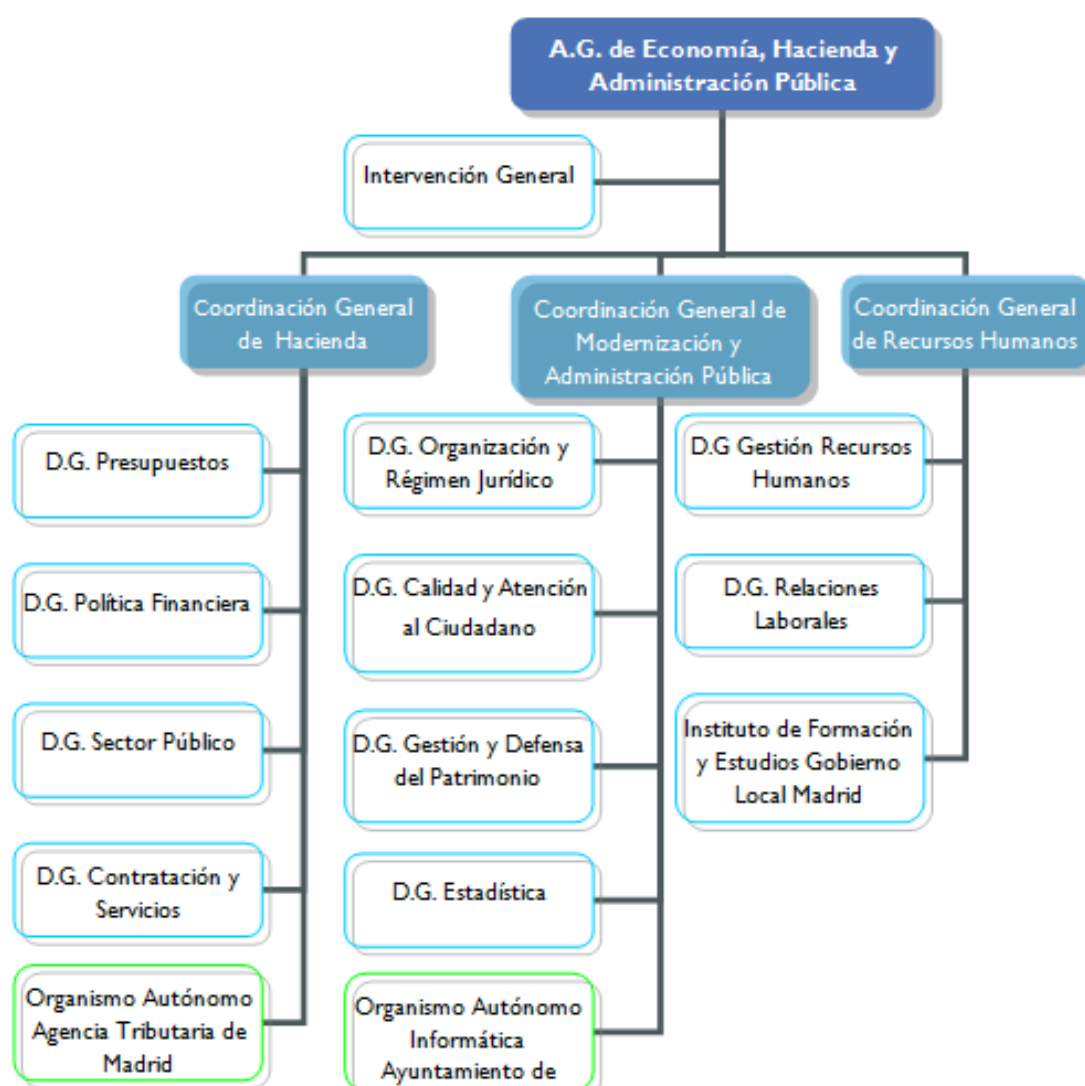 A.G. de Economía, Hacienda y
Administración Pública
Intervención General
Coordinación General
de Hacienda
Coordinación General de
Modernización y
Administración Pública
Coordinación General
de Recursos Humanos
D.G. Presupuestos
D.G. Política Financiera
D.G. Sector Público
D.G. Contratación y
Servicios
Organismo Autónomo
Agencia Tributaria de
Madrid
D.G. Organización y
Régimen Jurídico
D.G. Calidad y Atención
al Ciudadano
D.G. Gestión y Defensa
del Patrimonio
D.G. Estadística
Organismo Autónomo
Informática
Ayuntamiento de
D.G Gestión Recursos
Humanos
D.G. Relaciones
Laborales
Instituto de Formación
y Estudios Gobierno
Local Madrid